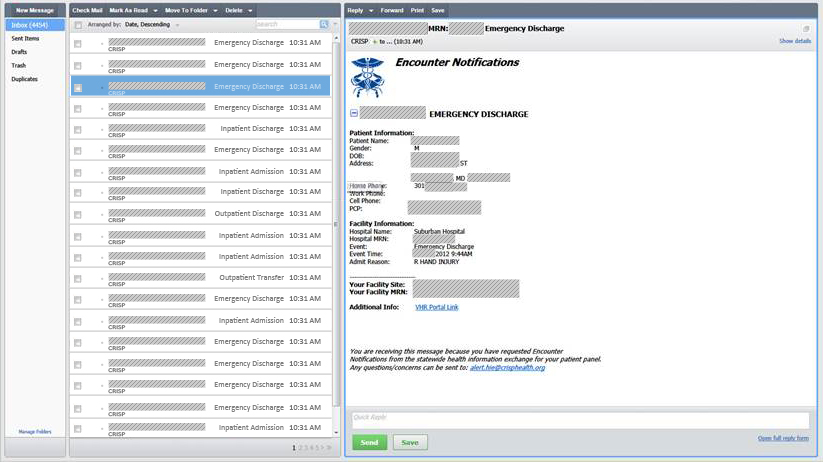 New Message
Inbox (4454)
Sent Items
Drafts
Trash
Duplicates
Manage Folders
Check Mail Mark As Read Move To Folder Delete
Arranged by: Date, Descending search
Emergency Discharge 10:31 AM
CRISP
Emergency Discharge 10:31 AM
CRISP
Emergency Discharge 10:31 AM
CRISP
Emergency Discharge 10:31 AM
CRISP
Inpatient Discharge 10:31 AM
CRISP
Emergency Discharge 10:31 AM
CRISP
Inpatient Admission 10:31 AM
CRISP
Inpatient Discharge 10:31 AM
CRISP
Outpatient Discharge 10:31 AM
CRISP
Inpatient Admission 10:31 AM
CRISP
Inpatient Admission 10:31 AM
CRISP
Outpatient Transfer 10:31 AM
CRISP
Emergency Discharge 10:31 AM
CRISP
Inpatient Admission 10:31 AM
CRISP
Emergency Discharge 10:31 AM
CRISP
Emergency Discharge 10:31 AM
CRISP
Emergency Discharge 10:31 AM
CRISP
Emergency Discharge 10:31 AM
CRISP
Inpatient Admission 10:31 AM
CRISP
1 2 3 4 5 > »
Reply Forward Print Save
MRN: Emergency Discharge
CRISP to ... (10:31 AM) Show details
Encounter Notifications
EMERGENCY DISCHARGE
Patient Information:
Patient Name:
Gender: M
DOB:
Address: ST
, MD
Home Phone: 301
Work Phone:
Cell Phone:
PCP:
Facility Information:
Hospital Name: Suburban Hospital
Hospital MRN:
Event: Emergency Discharge
Event Time: 2012 9:44AM
Admit Reason: R HAND INJURY
Your Facility Site:
Your Facility MRN:
Additional Info: VHR Portal Link
You are receiving this message because you have requested Encounter
Notifications from the statewide health information exchange for your patient panel.
Any questions/concerns can be sent to: alert.hie@crisphealth.org
Quick Reply
Send Save Open full reply form